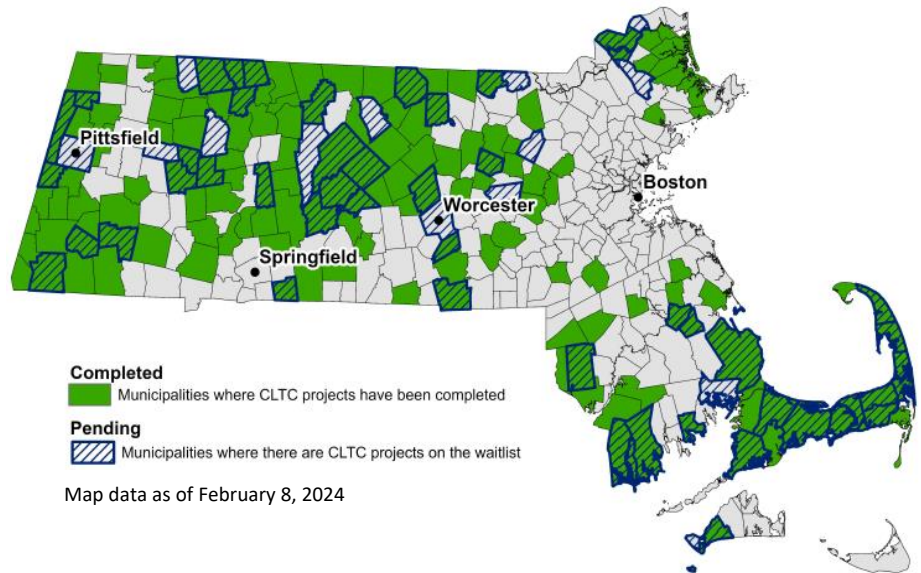 Pittsfield
Worcester
Boston
Springfield
Completed
Municipalities where CLTC projects have been completed
Pending
Municipalities where there are CLTC projects on the waitlist
Map data as of February 8, 2024